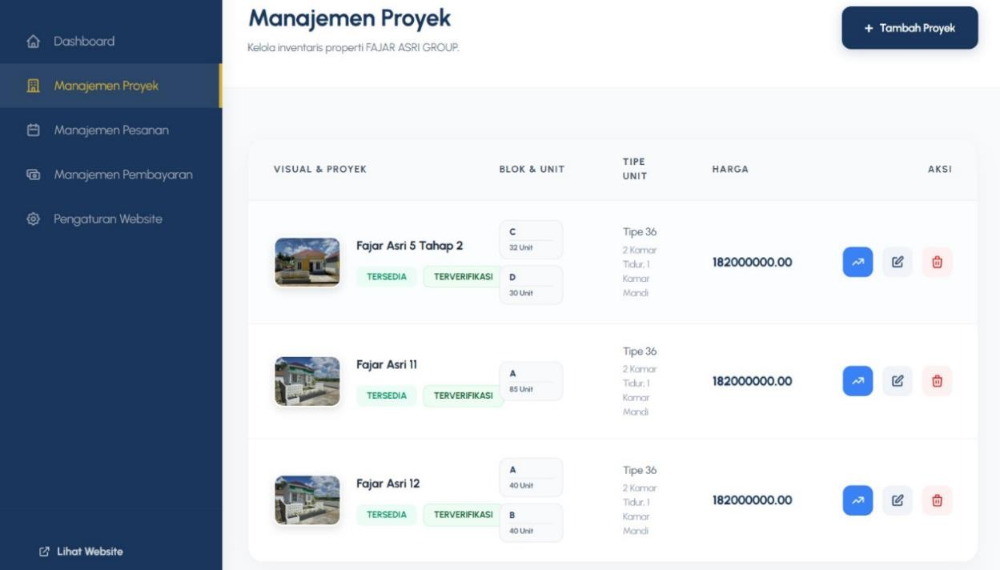 Dashboard
Manajemen Proyek
Manajemen Pesanan
Manajemen Pembayaran
Pengaturan Website
Lihat Website
Manajemen Proyek
Kelola inventaris properti FAJAR ASRI GROUP.
+ Tambah Proyek
VISUAL & PROYEK
BLOK & UNIT
TIPE
UNIT
HARGA
AKSI
Fajar Asri 5 Tahap 2
TERSEDIA
TERVERIFIKASI
C
32 Unit
D
30 Unit
Tipe 36
2 Kamar
Tidur, 1
Kamar
Mandi
182000000.00
Fajar Asri 11
TERSEDIA
TERVERIFIKASI
A
85 Unit
Tipe 36
2 Kamar
Tidur, 1
Kamar
Mandi
182000000.00
Fajar Asri 12
TERSEDIA
TERVERIFIKASI
A
40 Unit
B
40 Unit
Tipe 36
2 Kamar
Tidur, 1
Kamar
Mandi
182000000.00